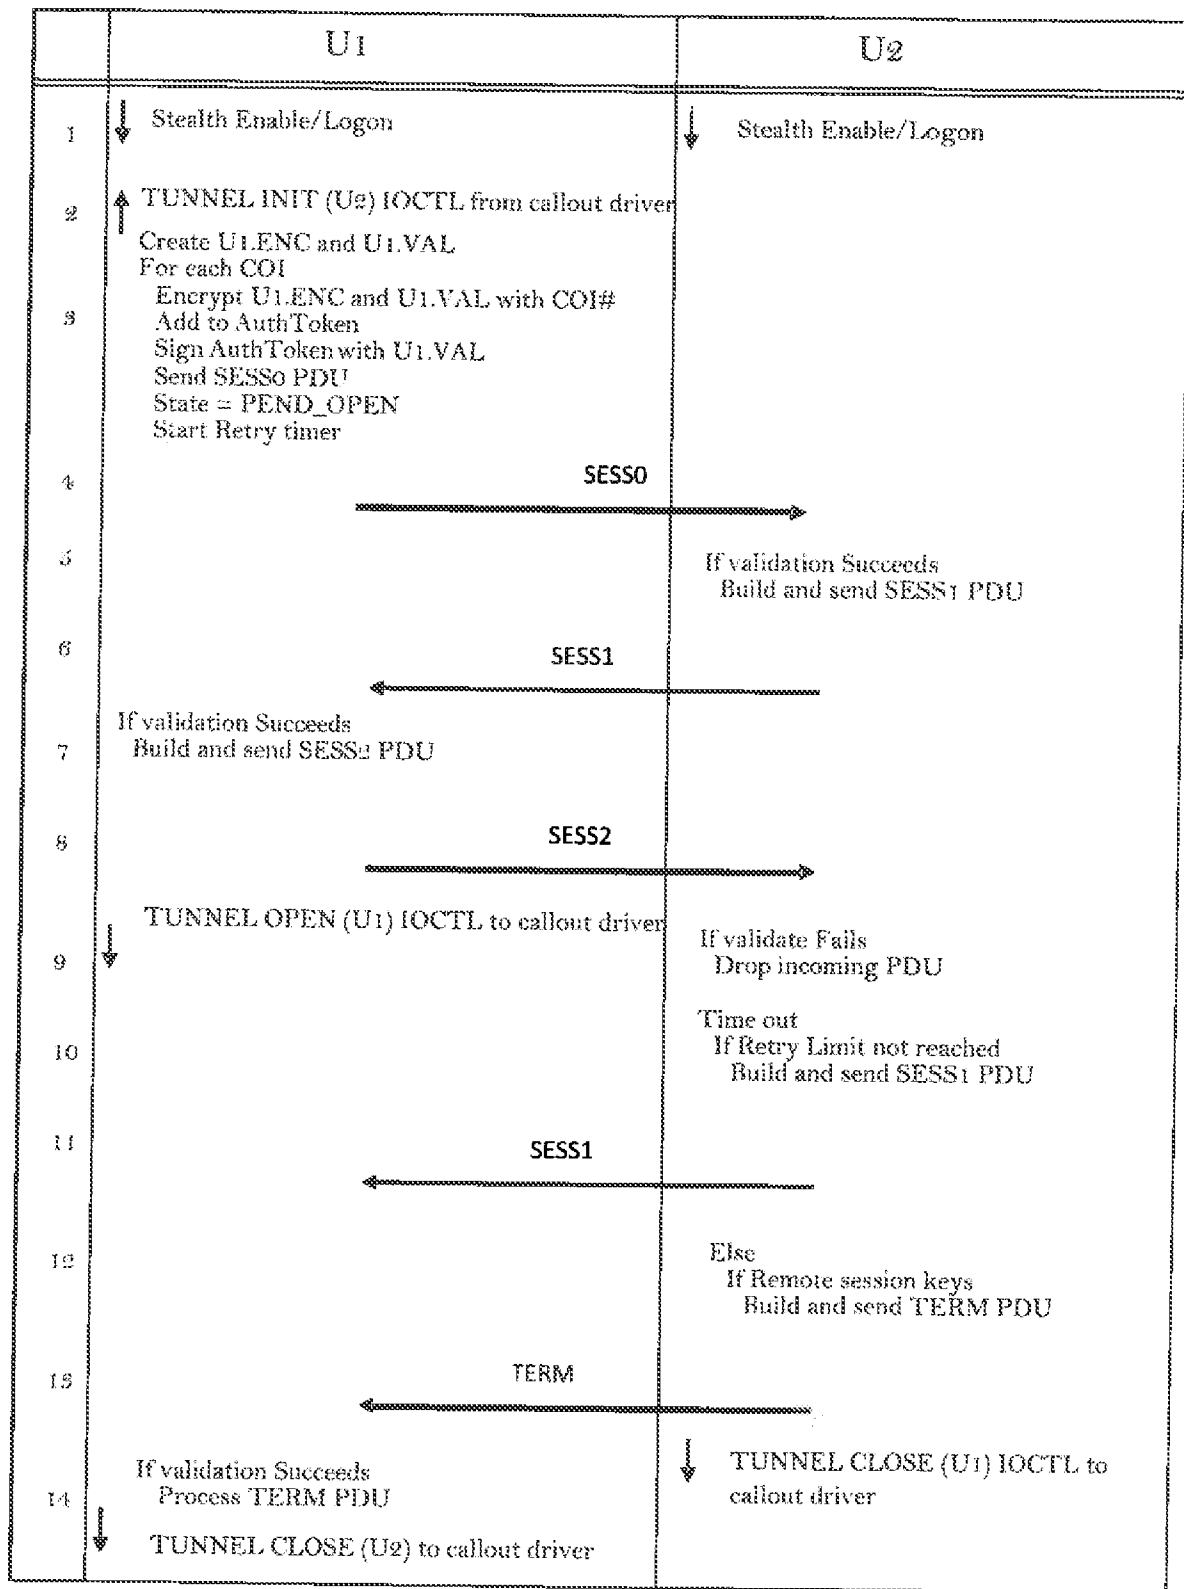 U1 U2
1 Stealth Enable/Logon Stealth Enable/Logon
2 TUNNEL INIT (U2) IOCTL from callout driver
Create U1.ENC and U1.VAL
For each COI
Encrypt U1.ENC and U1.VAL with COI#
3 Add to AuthToken
Sign AuthToken with U1.VAL
Send SESS0 PDU
State = PEND_OPEN
Start Retry timer
4 SESS0
5 If validation Succeeds
Build and send SESS1 PDU
6 SESS1
If validation Succeeds
7 Build and send SESS2 PDU
8 SESS2
TUNNEL OPEN (U1) IOCTL to callout driver
9 If validate Fails
Drop incoming PDU
Time out
10 If Retry Limit not reached
Build and send SESS1 PDU
11 SESS1
12 Else
If Remote session keys
Build and send TERM PDU
13 TERM
TUNNEL CLOSE (U1) IOCTL to
callout driver
If validation Succeeds
14 Process TERM PDU
TUNNEL CLOSE (U2) to callout driver